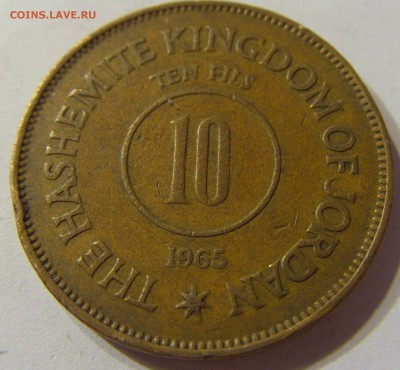 COINS.LAVE.RU
THE HASHEMITE KINGDOM OF JORDAN
TEN FILS
10
1965